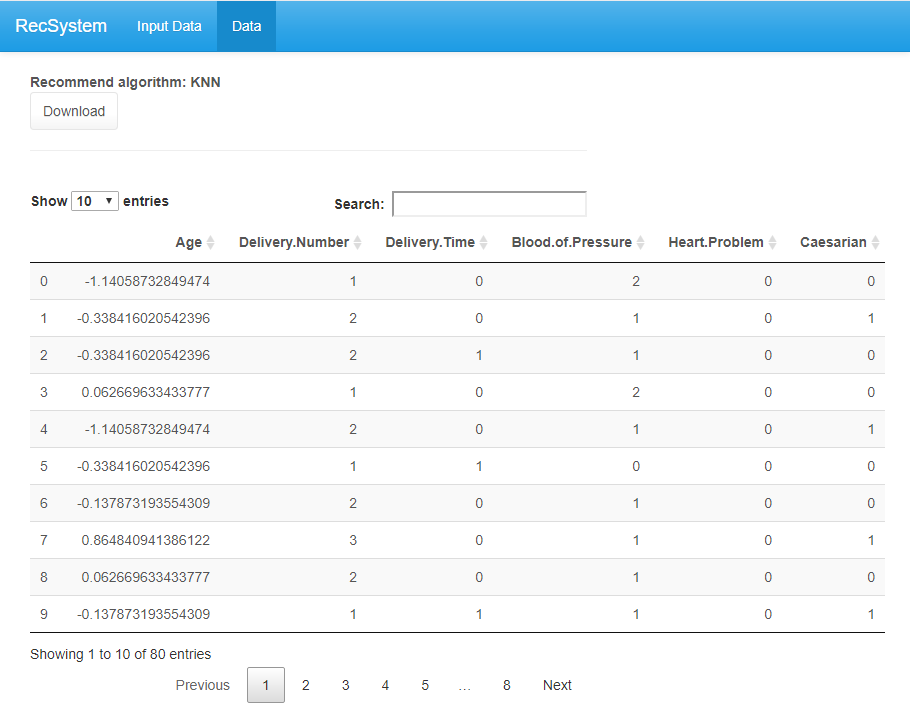 RecSystem Input Data Data
Recommend algorithm: KNN
Download
Show 10 entries Search:
Age Delivery.Number Delivery.Time Blood.of.Pressure Heart.Problem Caesarian
0 -1.14058732849474 1 0 2 0 0
1 -0.338416020542396 2 0 1 0 1
2 -0.338416020542396 2 1 1 0 0
3 0.062669633433777 1 0 2 0 0
4 -1.14058732849474 2 0 1 0 1
5 -0.338416020542396 1 1 0 0 0
6 -0.137873193554309 2 0 1 0 0
7 0.864840941386122 3 0 1 0 1
8 0.062669633433777 2 0 1 0 0
9 -0.137873193554309 1 1 1 0 1
Showing 1 to 10 of 80 entries
Previous 1 2 3 4 5 … 8 Next